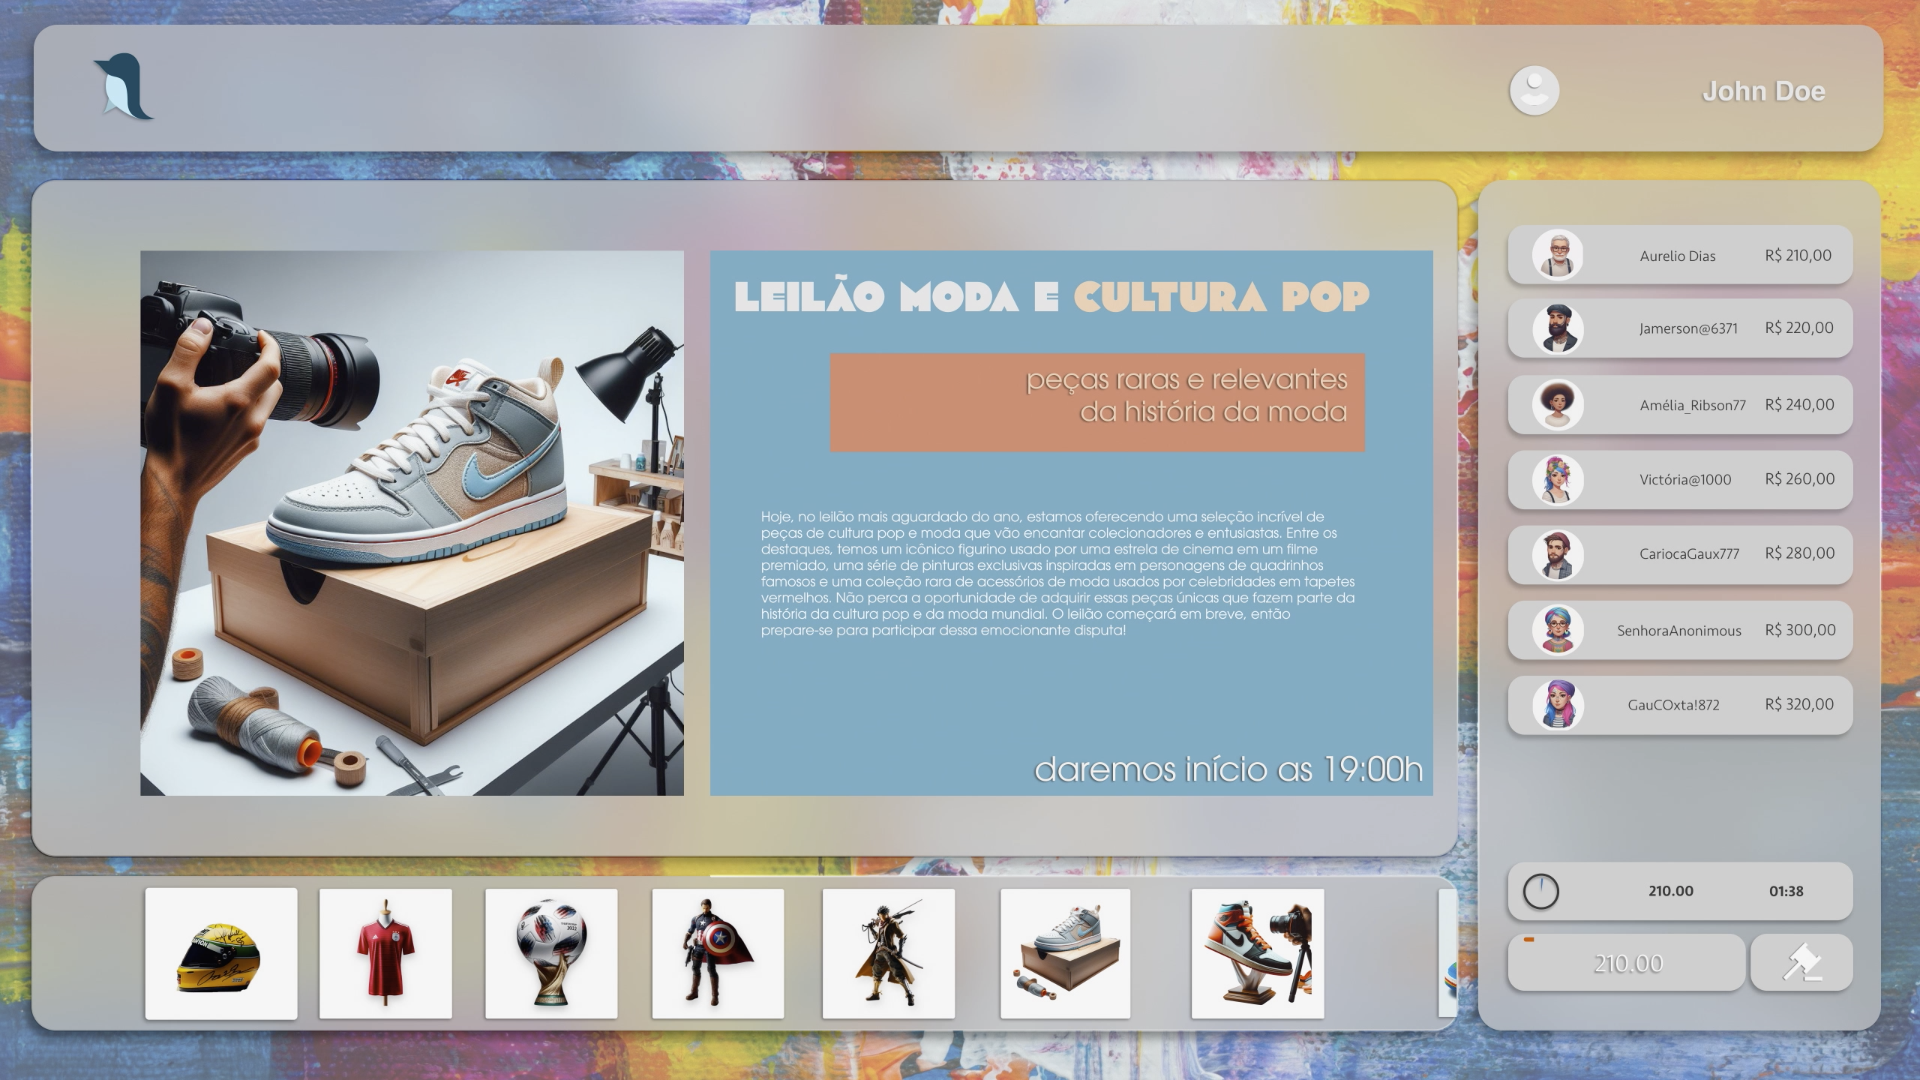 John Doe
LEILÃO MODA E CULTURA POP
peças raras e relevantes
da história da moda
Hoje, no leilão mais aguardado do ano, estamos oferecendo uma seleção incrível de
peças de cultura pop e moda que vão encantar colecionadores e entusiastas. Entre os
destaques, temos um icônico figurino usado por uma estrela de cinema em um filme
premiado, uma série de pinturas exclusivas inspiradas em personagens de quadrinhos
famosos e uma coleção rara de acessórios de moda usados por celebridades em tapetes
vermelhos. Não perca a oportunidade de adquirir essas peças únicas que fazem parte da
história da cultura pop e da moda mundial. O leilão começará em breve, então
prepare-se para participar dessa emocionante disputa!
daremos início as 19:00h
Aurelio Dias R$ 210,00
Jamerson@6371 R$ 220,00
Amélia_Ribson77 R$ 240,00
Victória@1000 R$ 260,00
CariocaGaux777 R$ 280,00
SenhoraAnonimous R$ 300,00
GauCOxta!872 R$ 320,00
210.00 01:38
210.00